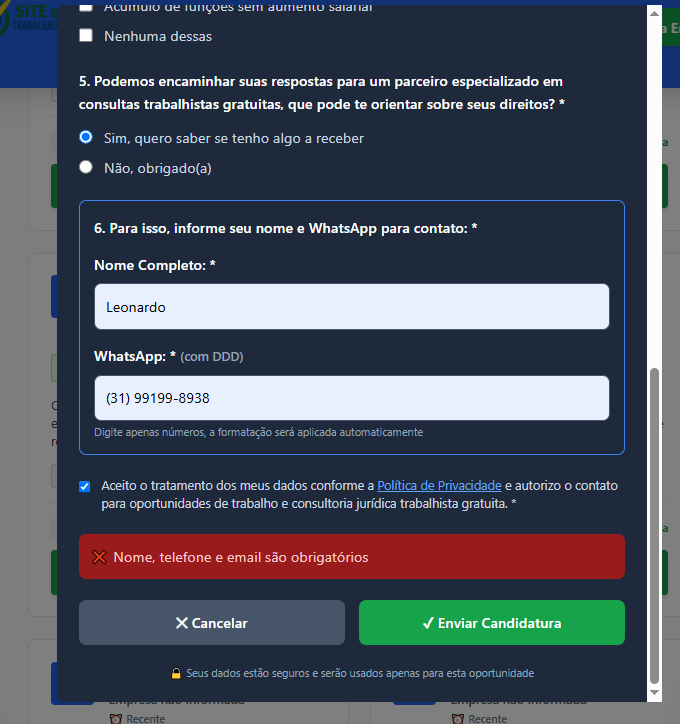 SITE
TRABALHAD
Acúmulo de funções sem aumento salarial
Nenhuma dessas
5. Podemos encaminhar suas respostas para um parceiro especializado em
consultas trabalhistas gratuitas, que pode te orientar sobre seus direitos? *
Sim, quero saber se tenho algo a receber
Não, obrigado(a)
6. Para isso, informe seu nome e WhatsApp para contato: *
Nome Completo: *
Leonardo
WhatsApp: * (com DDD)
(31) 99199-8938
Digite apenas números, a formatação será aplicada automaticamente
Aceito o tratamento dos meus dados conforme a Política de Privacidade e autorizo o contato
para oportunidades de trabalho e consultoria jurídica trabalhista gratuita. *
❌ Nome, telefone e email são obrigatórios
✕ Cancelar
✓ Enviar Candidatura
🔒 Seus dados estão seguros e serão usados apenas para esta oportunidade
Empresa não informada
Empresa não informada
⏰ Recente
⏰ Recente